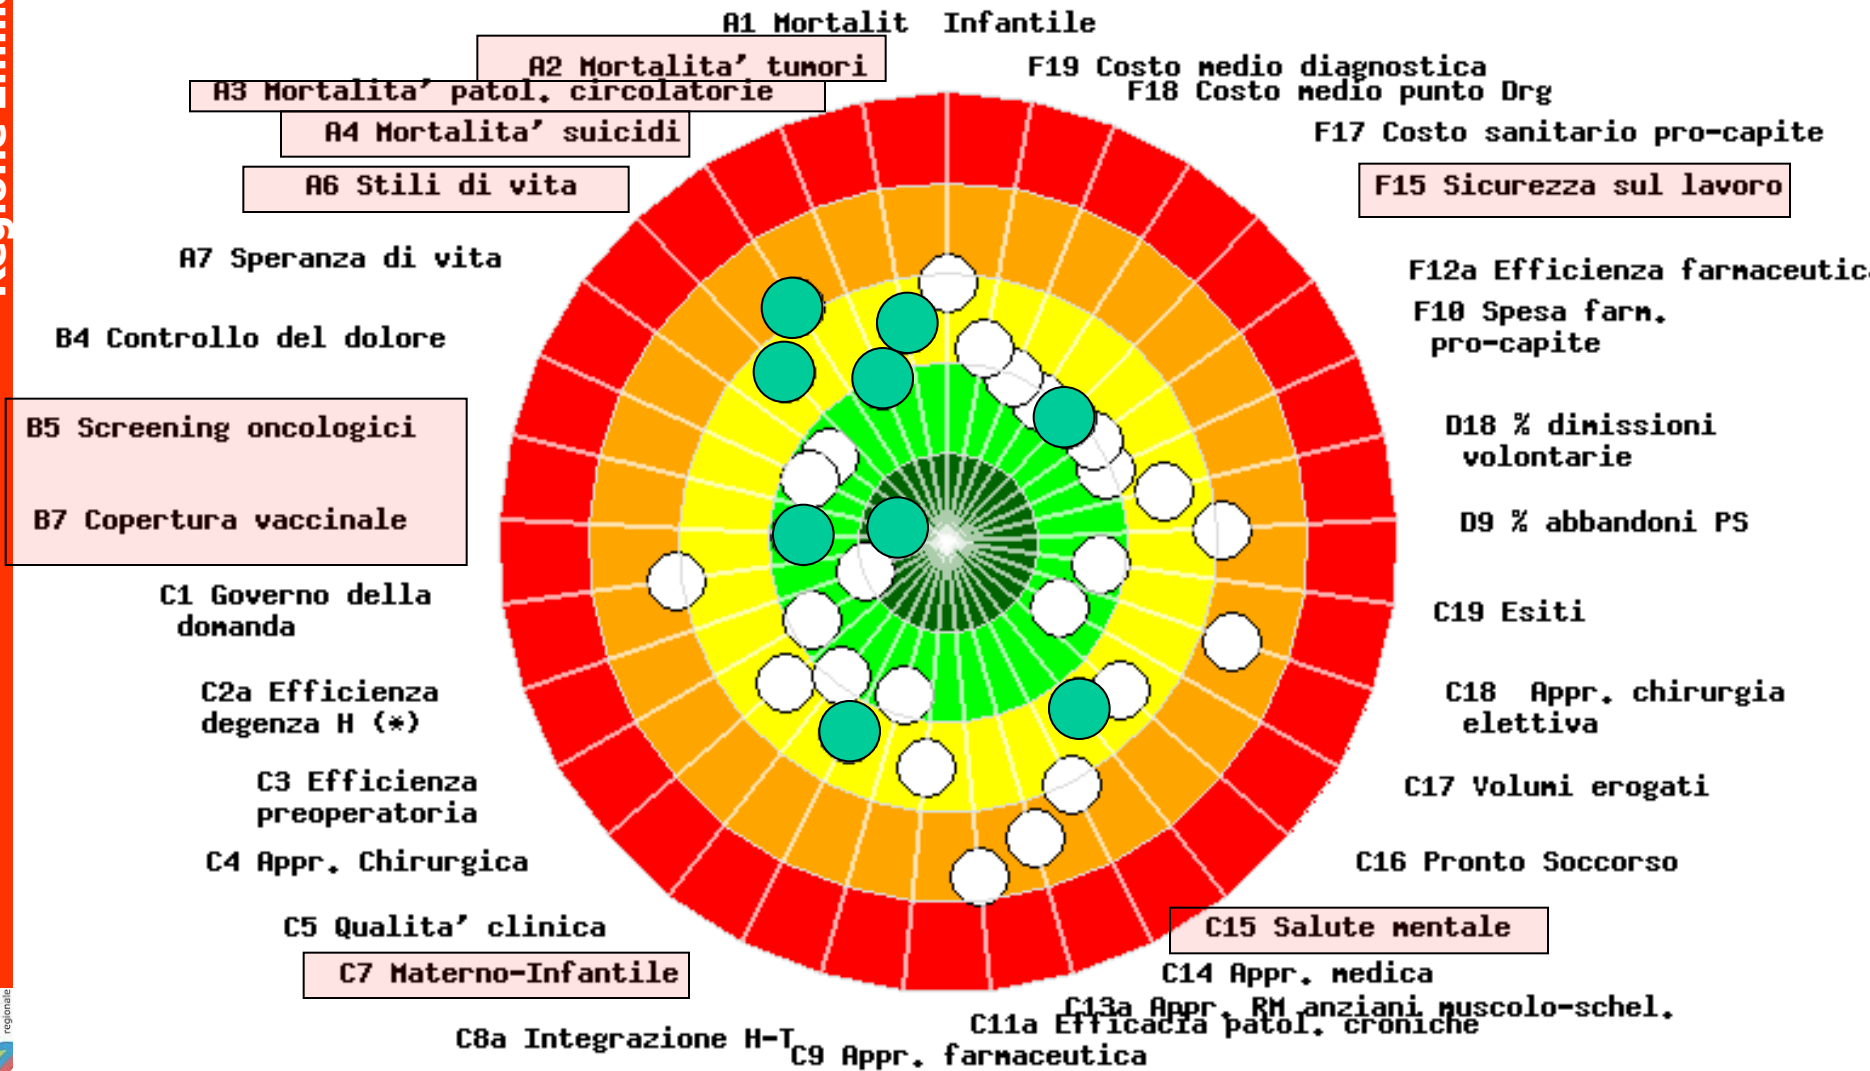 A1 Mortalit Infantile
A2 Mortalita' tumori
A3 Mortalita' patol. circolatorie
A4 Mortalita' suicidi
A6 Stili di vita
A7 Speranza di vita
B4 Controllo del dolore
B5 Screening oncologici
B7 Copertura vaccinale
C1 Governo della
domanda
C2a Efficienza
degenza H (*)
C3 Efficienza
preoperatoria
C4 Appr. Chirurgica
C5 Qualita' clinica
C7 Materno-Infantile
C8a Integrazione H-T
C9 Appr. farmaceutica
C11a Efficacia patol. croniche
C13a Appr. RM anziani muscolo-schel.
C14 Appr. medica
C15 Salute mentale
C16 Pronto Soccorso
C17 Volumi erogati
C18 Appr. chirurgia
elettiva
C19 Esiti
D9 % abbandoni PS
D18 % dimissioni
volontarie
F10 Spesa farm.
pro-capite
F12a Efficienza farmaceutica
F15 Sicurezza sul lavoro
F17 Costo sanitario pro-capite
F18 Costo medio punto Drg
F19 Costo medio diagnostica
regionale